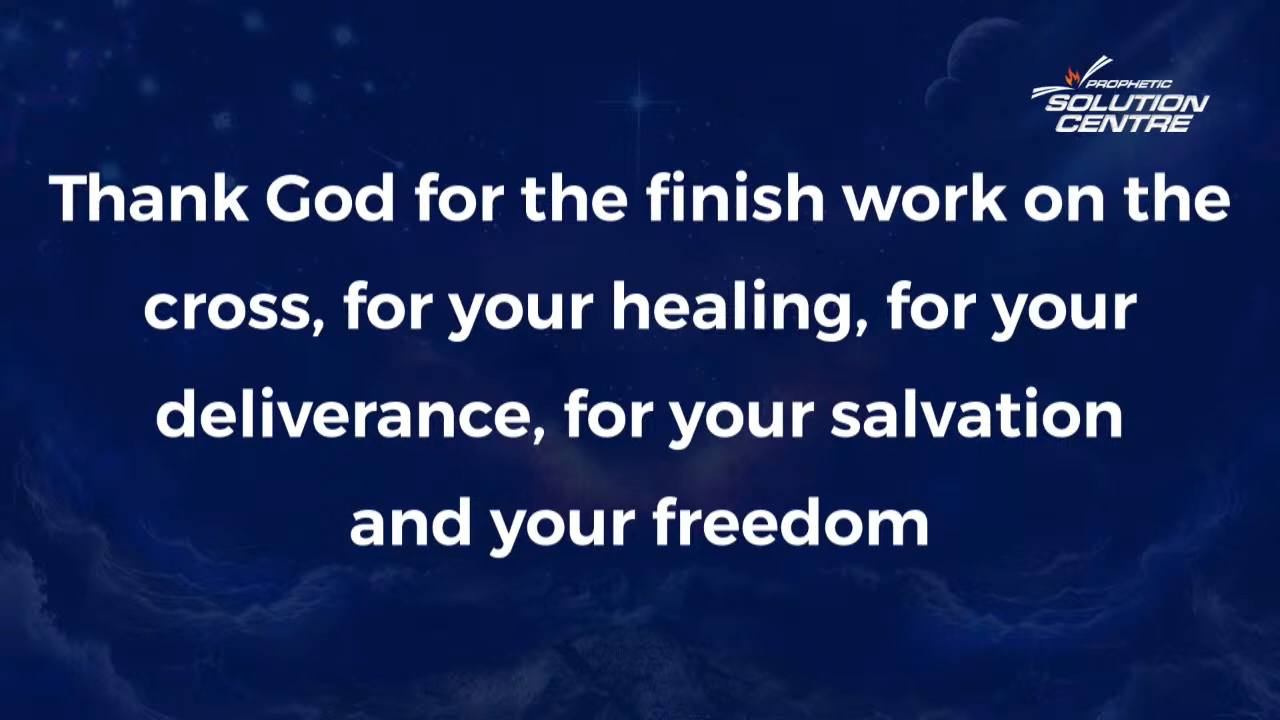 PROPHETIC
SOLUTION
CENTRE
Thank God for the finish work on the
cross, for your healing, for your
deliverance, for your salvation
and your freedom